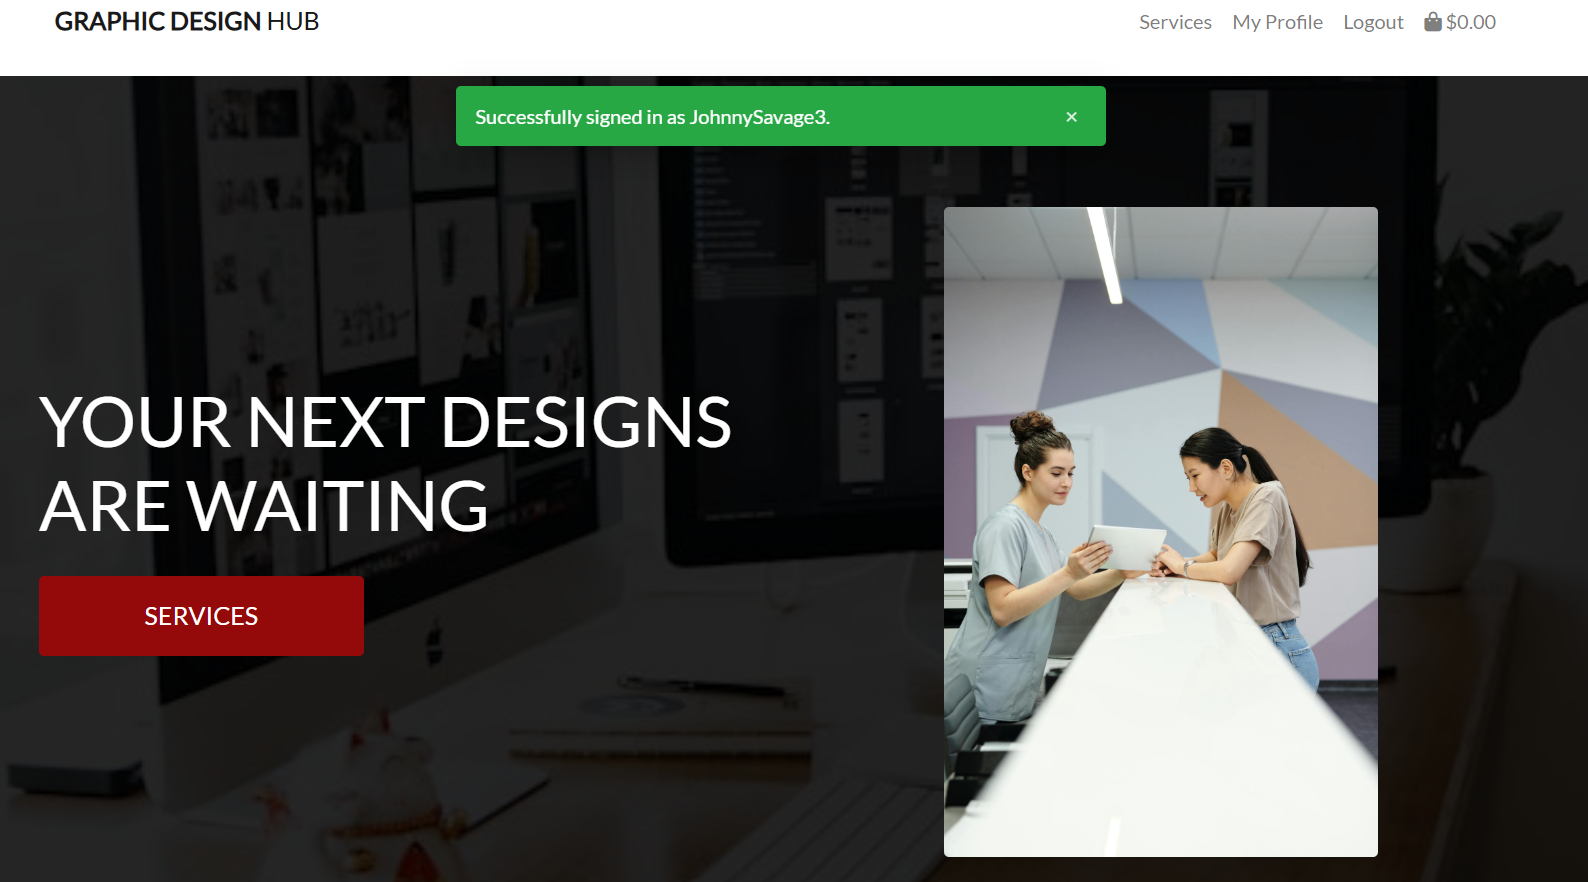 GRAPHIC DESIGN HUB
Services My Profile Logout $0.00
Successfully signed in as JohnnySavage3. ×
YOUR NEXT DESIGNS
ARE WAITING
SERVICES